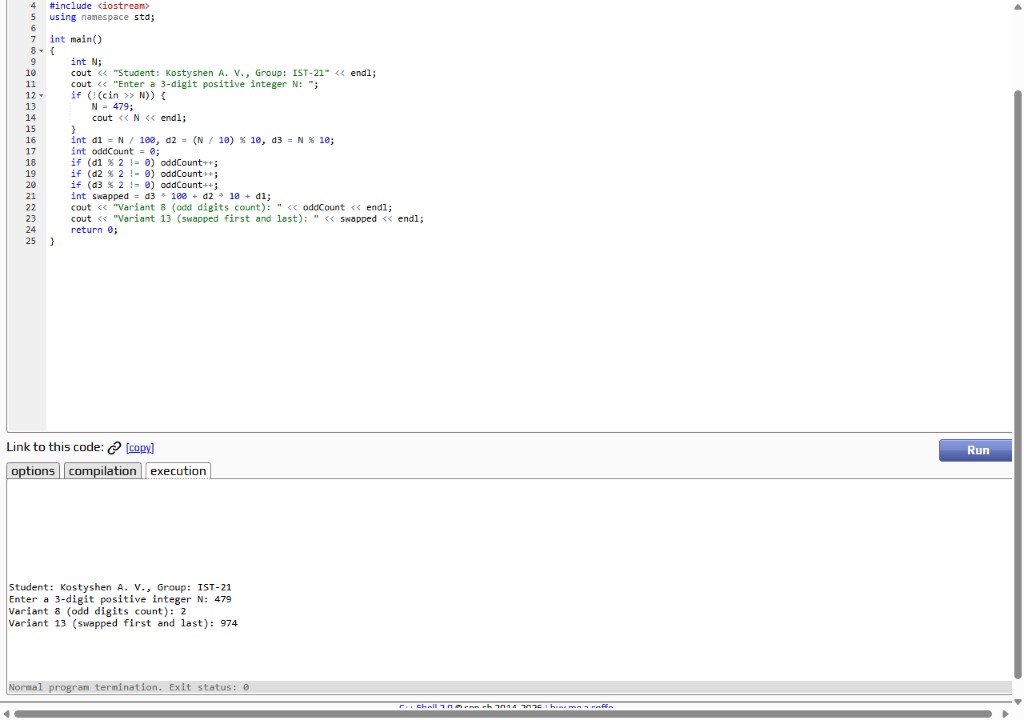 4 #include <iostream>
5 using namespace std;
6
7 int main()
8 {
9 int N;
10 cout << "Student: Kostyshen A. V., Group: IST-21" << endl;
11 cout << "Enter a 3-digit positive integer N: ";
12 if (!(cin >> N)) {
13 N = 479;
14 cout << N << endl;
15 }
16 int d1 = N / 100, d2 = (N / 10) % 10, d3 = N % 10;
17 int oddCount = 0;
18 if (d1 % 2 != 0) oddCount++;
19 if (d2 % 2 != 0) oddCount++;
20 if (d3 % 2 != 0) oddCount++;
21 int swapped = d3 * 100 + d2 * 10 + d1;
22 cout << "Variant 8 (odd digits count): " << oddCount << endl;
23 cout << "Variant 13 (swapped first and last): " << swapped << endl;
24 return 0;
25 }
Link to this code: [copy]
Run
options compilation execution
Student: Kostyshen A. V., Group: IST-21
Enter a 3-digit positive integer N: 479
Variant 8 (odd digits count): 2
Variant 13 (swapped first and last): 974
Normal program termination. Exit status: 0